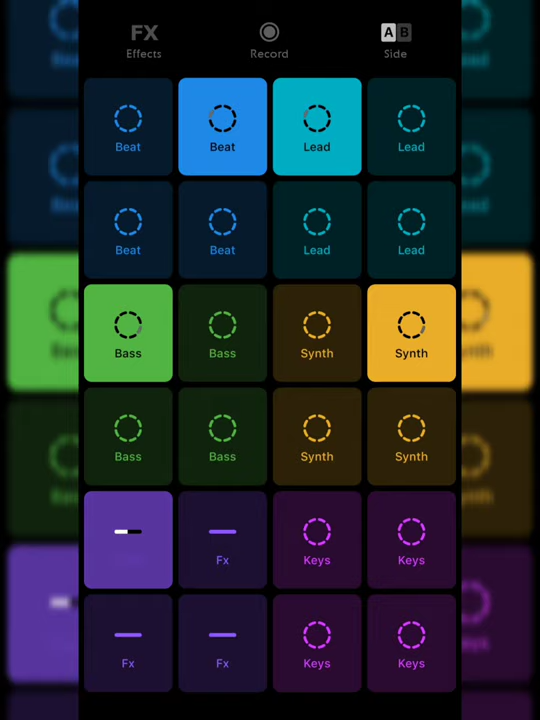 FX
A B
Effects
Record
Side
Beat
Beat
Lead
Lead
Beat
Beat
Lead
Lead
Bass
Bass
Synth
Synth
Bass
Bass
Synth
Synth
Fx
Keys
Keys
Fx
Fx
Keys
Keys